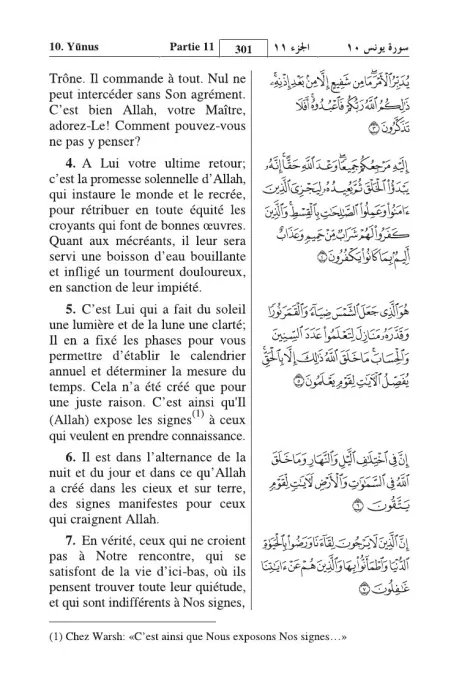 10. Yūnus Partie 11 301 الجزء ١١ سورة يونس ١٠
Trône. Il commande à tout. Nul ne
peut intercéder sans Son agrément.
C’est bien Allah, votre Maître,
adorez-Le! Comment pouvez-vous
ne pas y penser?
4. A Lui votre ultime retour;
c’est la promesse solennelle d’Allah,
qui instaure le monde et le recrée,
pour rétribuer en toute équité les
croyants qui font de bonnes œuvres.
Quant aux mécréants, il leur sera
servi une boisson d’eau bouillante
et infligé un tourment douloureux,
en sanction de leur impiété.
5. C’est Lui qui a fait du soleil
une lumière et de la lune une clarté;
Il en a fixé les phases pour vous
permettre d’établir le calendrier
annuel et déterminer la mesure du
temps. Cela n’a été créé que pour
une juste raison. C’est ainsi qu'Il
(Allah) expose les signes(1) à ceux
qui veulent en prendre connaissance.
6. Il est dans l’alternance de la
nuit et du jour et dans ce qu’Allah
a créé dans les cieux et sur terre,
des signes manifestes pour ceux
qui craignent Allah.
7. En vérité, ceux qui ne croient
pas à Notre rencontre, qui se
satisfont de la vie d’ici-bas, où ils
pensent trouver toute leur quiétude,
et qui sont indifférents à Nos signes,
يُدَبِّرُ ٱلْأَمْرَ ۖ مَا مِن شَفِيعٍ إِلَّا مِنۢ بَعْدِ إِذْنِهِۦ ۚ
ذَٰلِكُمُ ٱللَّهُ رَبُّكُمْ فَٱعْبُدُوهُ ۚ أَفَلَا
تَذَكَّرُونَ ٣
إِلَيْهِ مَرْجِعُكُمْ جَمِيعًا ۖ وَعْدَ ٱللَّهِ حَقًّا ۚ إِنَّهُۥ
يَبْدَؤُا۟ ٱلْخَلْقَ ثُمَّ يُعِيدُهُۥ لِيَجْزِىَ ٱلَّذِينَ
ءَامَنُوا۟ وَعَمِلُوا۟ ٱلصَّٰلِحَٰتِ بِٱلْقِسْطِ ۚ وَٱلَّذِينَ
كَفَرُوا۟ لَهُمْ شَرَابٌ مِّنْ حَمِيمٍ وَعَذَابٌ
أَلِيمٌۢ بِمَا كَانُوا۟ يَكْفُرُونَ ٤
هُوَ ٱلَّذِى جَعَلَ ٱلشَّمْسَ ضِيَآءً وَٱلْقَمَرَ نُورًا
وَقَدَّرَهُۥ مَنَازِلَ لِتَعْلَمُوا۟ عَدَدَ ٱلسِّنِينَ
وَٱلْحِسَابَ ۚ مَا خَلَقَ ٱللَّهُ ذَٰلِكَ إِلَّا بِٱلْحَقِّ ۚ
يُفَصِّلُ ٱلْءَايَٰتِ لِقَوْمٍ يَعْلَمُونَ ٥
إِنَّ فِى ٱخْتِلَٰفِ ٱلَّيْلِ وَٱلنَّهَارِ وَمَا خَلَقَ
ٱللَّهُ فِى ٱلسَّمَٰوَٰتِ وَٱلْأَرْضِ لَءَايَٰتٍ لِّقَوْمٍ
يَتَّقُونَ ٦
إِنَّ ٱلَّذِينَ لَا يَرْجُونَ لِقَآءَنَا وَرَضُوا۟ بِٱلْحَيَوٰةِ
ٱلدُّنْيَا وَٱطْمَأَنُّوا۟ بِهَا وَٱلَّذِينَ هُمْ عَنْ ءَايَٰتِنَا
غَٰفِلُونَ ٧
(1) Chez Warsh: «C’est ainsi que Nous exposons Nos signes…»